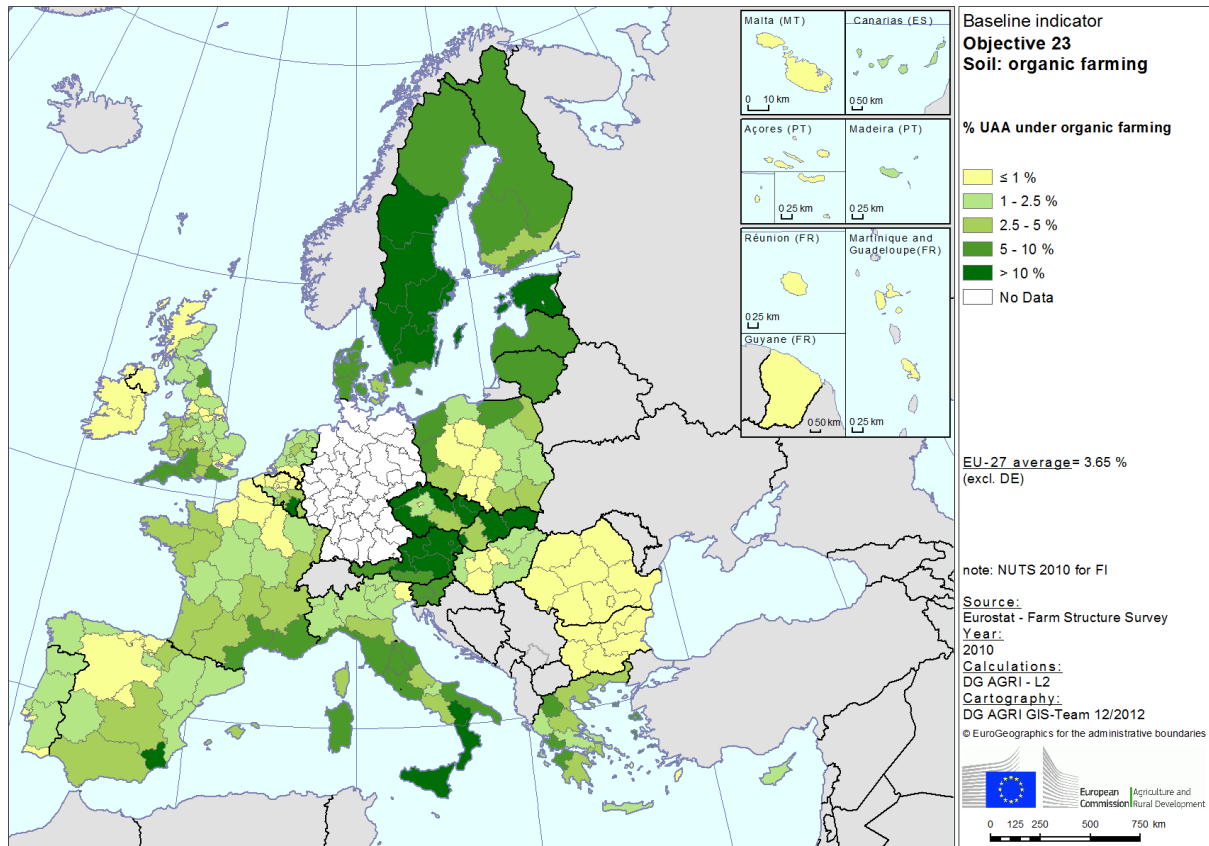 Malta (MT)
0 10 km
Canarias (ES)
0 50 km
Açores (PT)
0 25 km
Madeira (PT)
0 25 km
Réunion (FR)
0 25 km
Martinique and
Guadeloupe(FR)
0 25 km
Guyane (FR)
0 50 km
Baseline indicator
Objective 23
Soil: organic farming
% UAA under organic farming
≤ 1 %
1 - 2.5 %
2.5 - 5 %
5 - 10 %
> 10 %
No Data
EU-27 average= 3.65 %
(excl. DE)
note: NUTS 2010 for FI
Source:
Eurostat - Farm Structure Survey
Year:
2010
Calculations:
DG AGRI - L2
Cartography:
DG AGRI GIS-Team 12/2012
© EuroGeographics for the administrative boundaries
European
Commission
Agriculture and
Rural Development
0 125 250 500 750 km